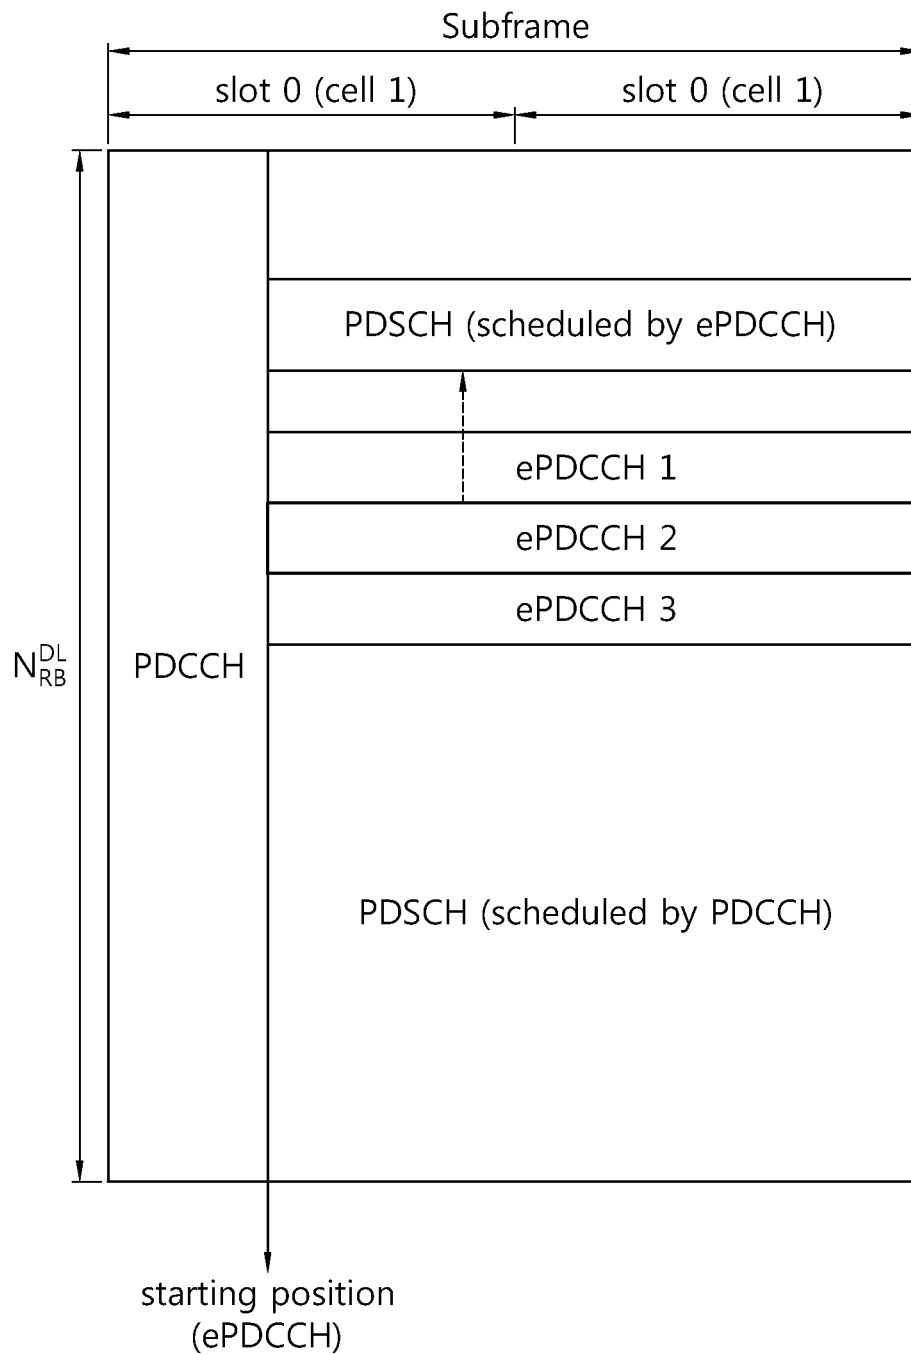 Subframe
slot 0 (cell 1) slot 0 (cell 1)
PDSCH (scheduled by ePDCCH)
ePDCCH 1
ePDCCH 2
ePDCCH 3
N_RB^DL PDCCH
PDSCH (scheduled by PDCCH)
starting position
(ePDCCH)